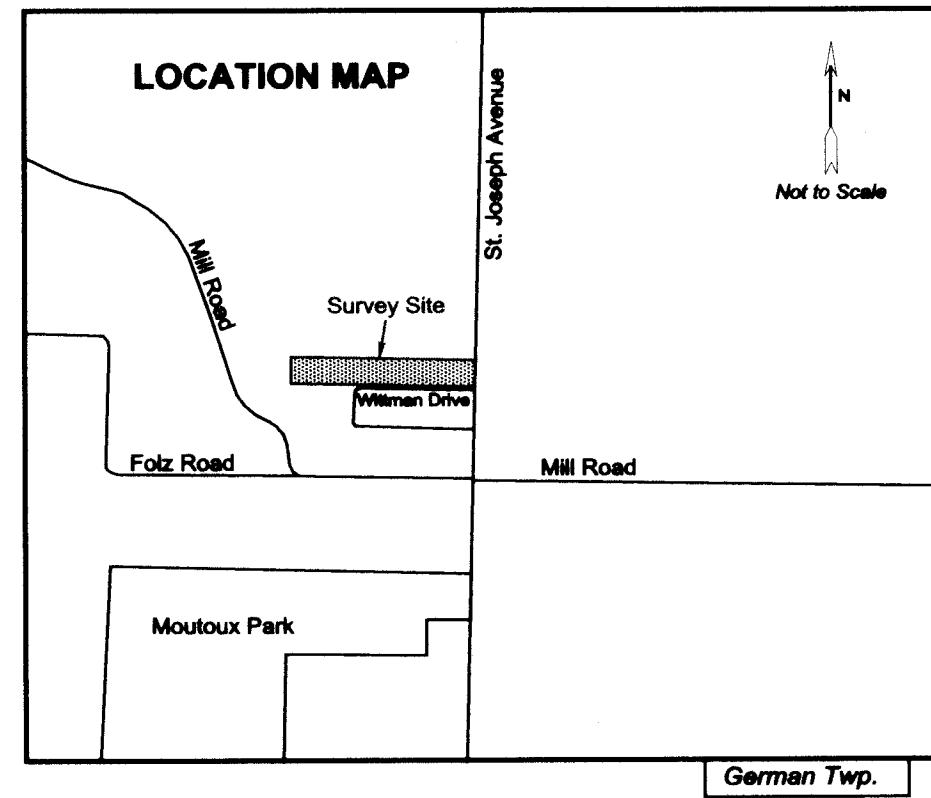 LOCATION MAP
St. Joseph Avenue
N
Not to Scale
Mill Road
Survey Site
Wittman Drive
Folz Road
Mill Road
Moutoux Park
German Twp.